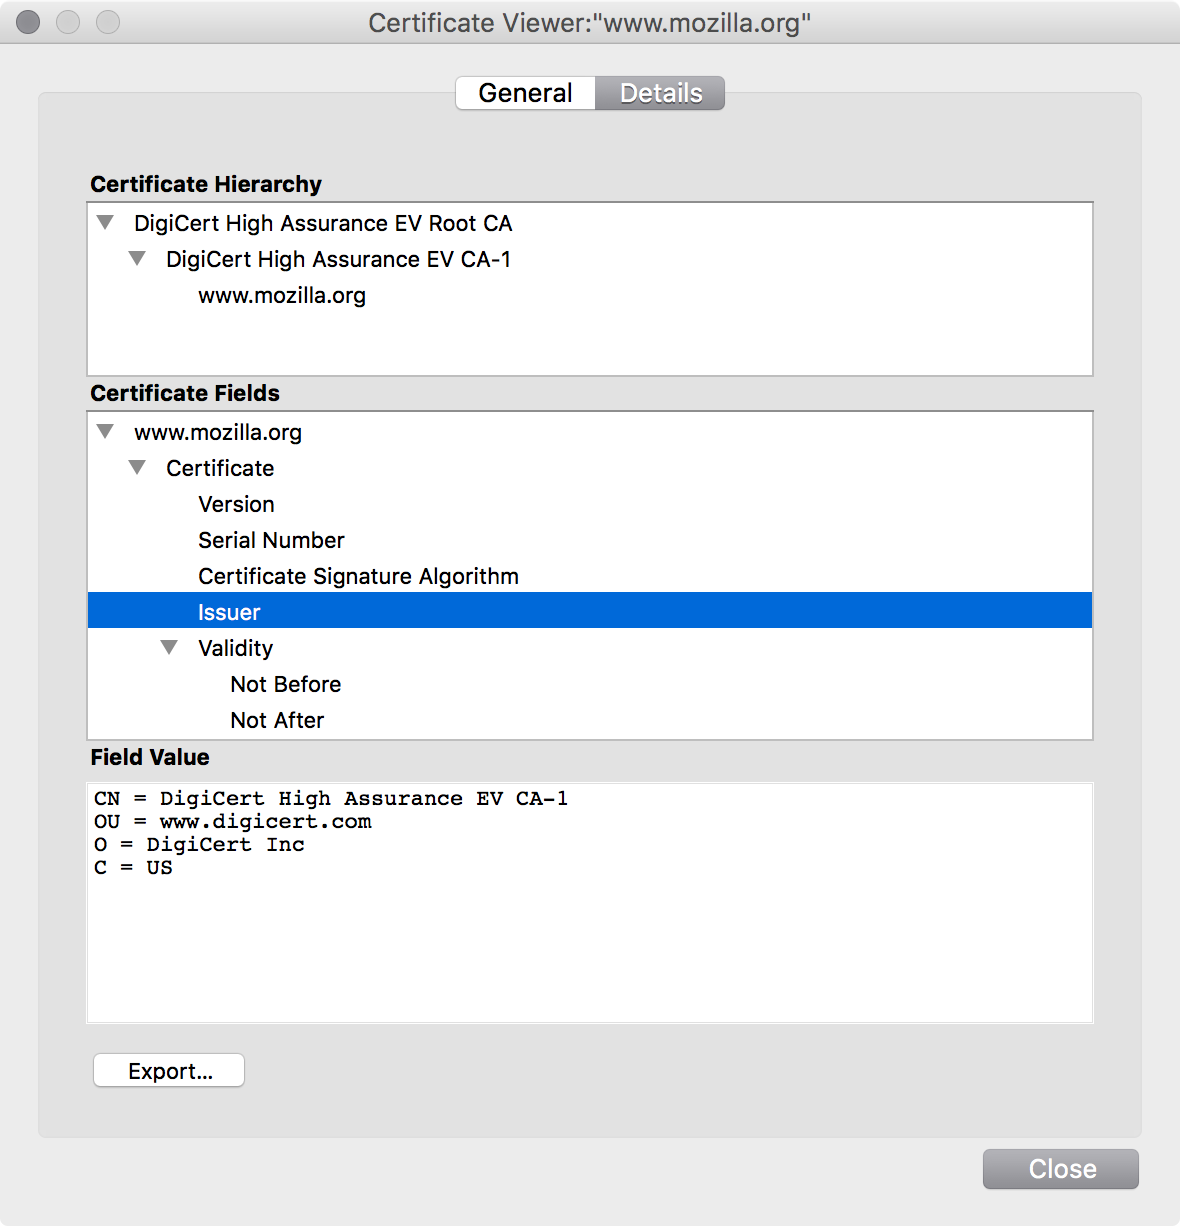 Certificate Viewer:"www.mozilla.org"
General Details
Certificate Hierarchy
DigiCert High Assurance EV Root CA
DigiCert High Assurance EV CA-1
www.mozilla.org
Certificate Fields
www.mozilla.org
Certificate
Version
Serial Number
Certificate Signature Algorithm
Issuer
Validity
Not Before
Not After
Field Value
CN = DigiCert High Assurance EV CA-1
OU = www.digicert.com
O = DigiCert Inc
C = US
Export...
Close